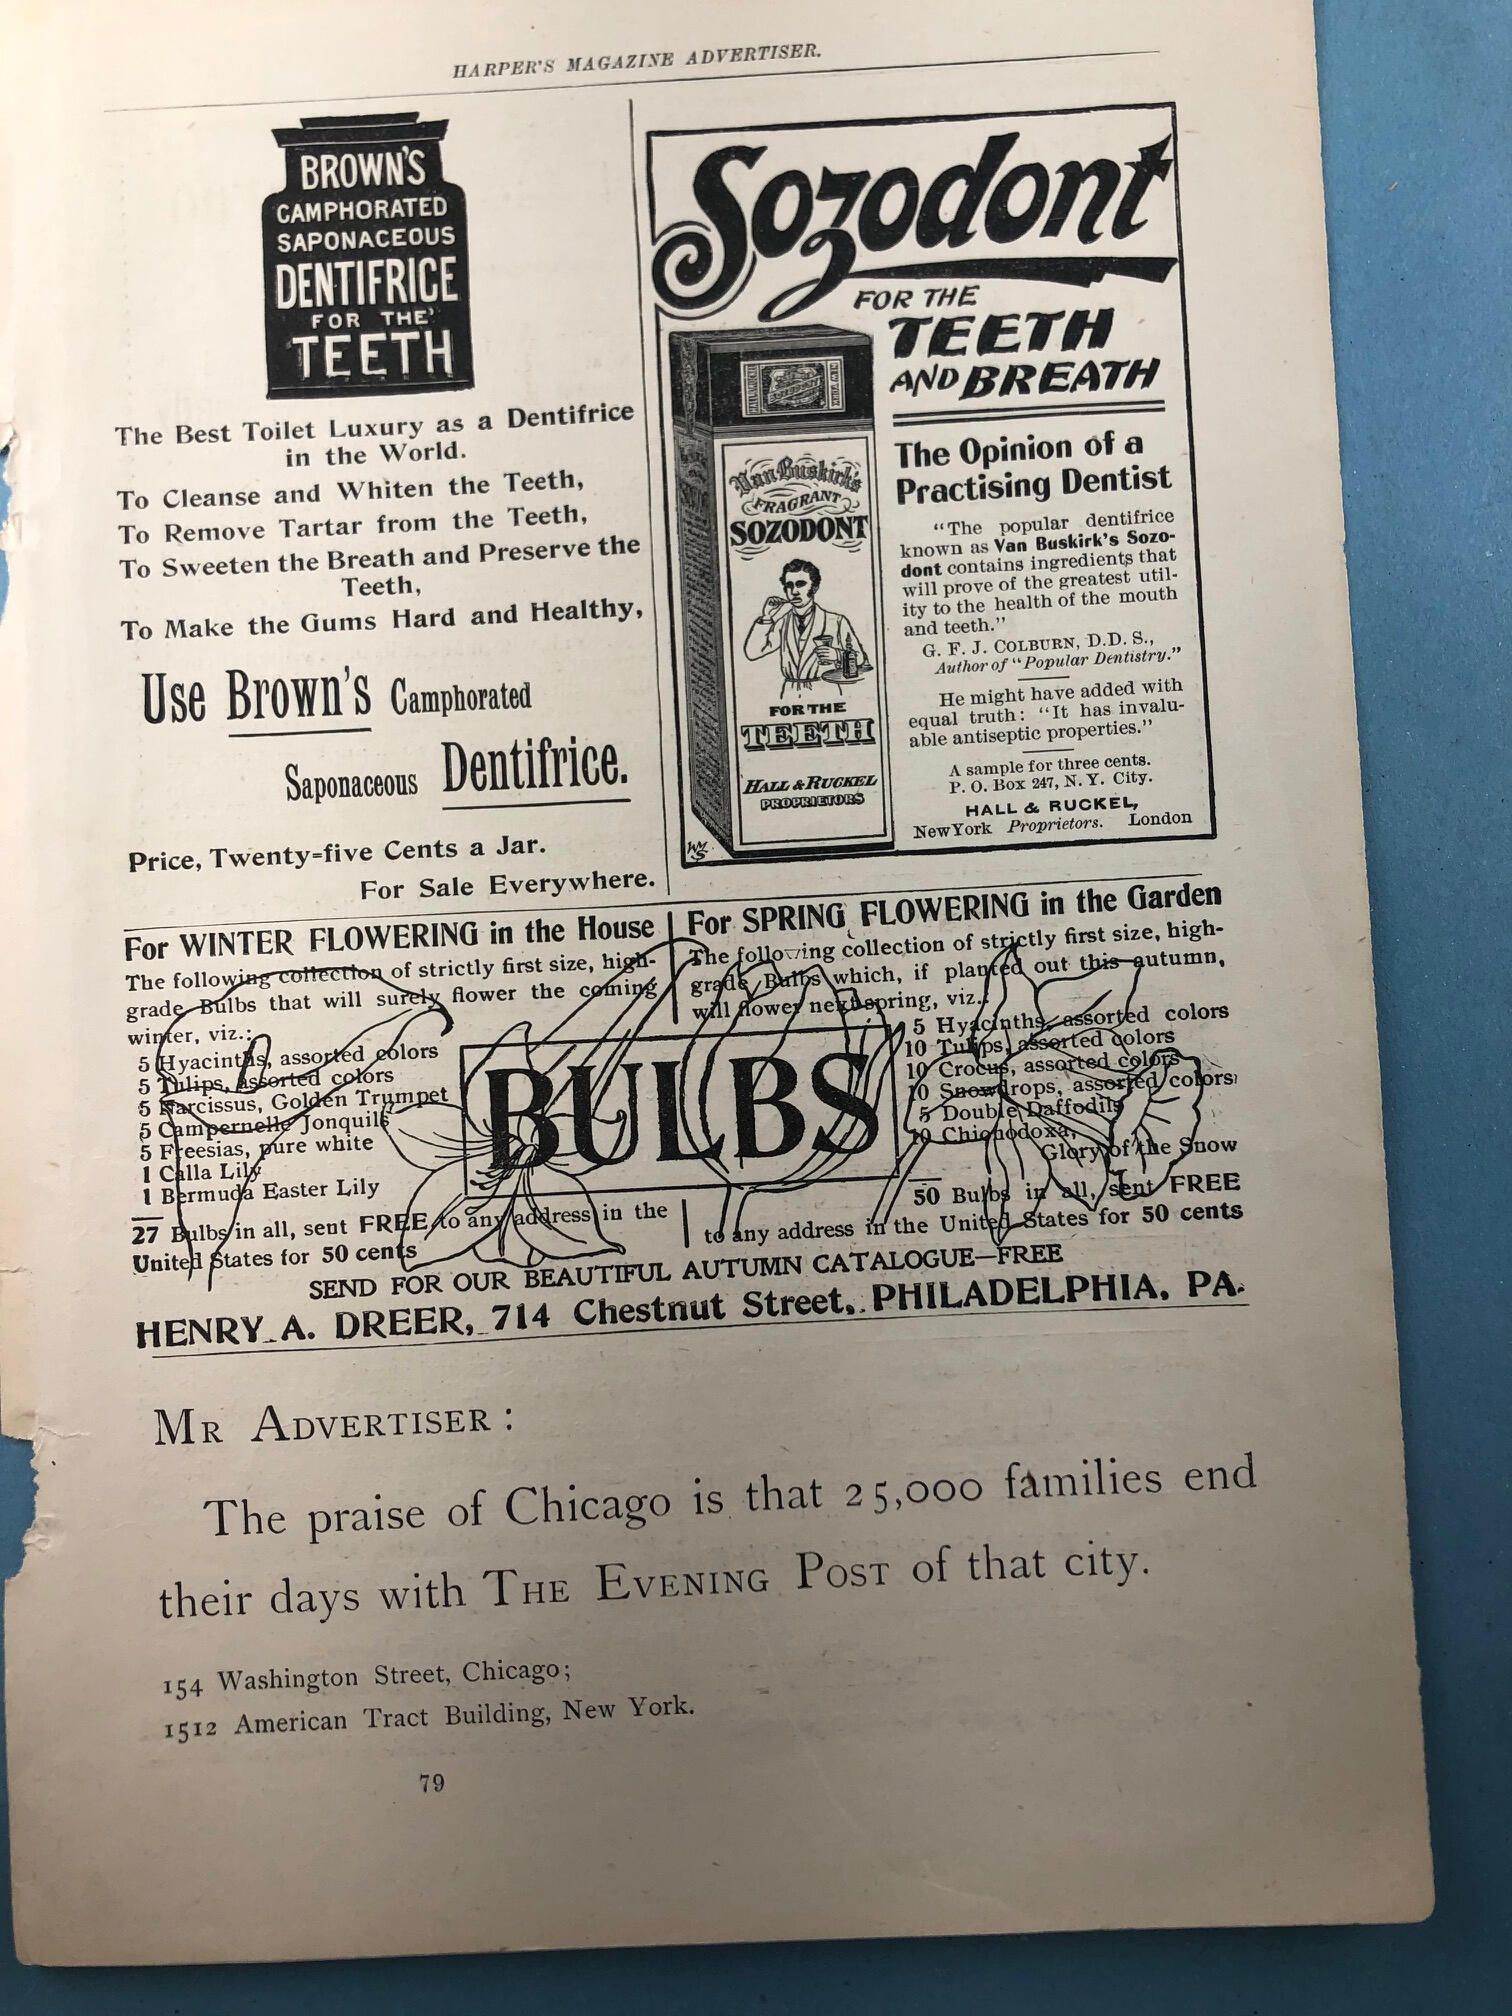 HARPER'S MAGAZINE ADVERTISER.
BROWN'S
CAMPHORATED
SAPONACEOUS
DENTIFRICE
FOR THE
TEETH
The Best Toilet Luxury as a Dentifrice
in the World.
To Cleanse and Whiten the Teeth,
To Remove Tartar from the Teeth,
To Sweeten the Breath and Preserve the
Teeth,
To Make the Gums Hard and Healthy,
Use Brown's Camphorated
Saponaceous Dentifrice.
Price, Twenty-five Cents a Jar.
For Sale Everywhere.
Sozodont
FOR THE
TEETH
AND BREATH
Van Buskirk's
FRAGRANT
SOZODONT
FOR THE
TEETH
HALL & RUCKEL
PROPRIETORS
WM
S
The Opinion of a
Practising Dentist
"The popular dentifrice
known as Van Buskirk's Sozo-
dont contains ingredients that
will prove of the greatest util-
ity to the health of the mouth
and teeth."
G. F. J. COLBURN, D.D.S.,
Author of "Popular Dentistry."
He might have added with
equal truth: "It has invalu-
able antiseptic properties."
A sample for three cents.
P. O. Box 247, N. Y. City.
HALL & RUCKEL,
New York Proprietors. London
For WINTER FLOWERING in the House
The following collection of strictly first size, high-
grade Bulbs that will surely flower the coming
winter, viz.:
5 Hyacinths, assorted colors
5 Tulips, assorted colors
5 Narcissus, Golden Trumpet
5 Campernelle Jonquils
5 Freesias, pure white
1 Calla Lily
1 Bermuda Easter Lily
27 Bulbs in all, sent FREE to any address in the
United States for 50 cents
BULBS
For SPRING FLOWERING in the Garden
The following collection of strictly first size, high-
grade Bulbs which, if planted out this autumn,
will flower next spring, viz.:
5 Hyacinths, assorted colors
10 Tulips, assorted colors
10 Crocus, assorted colors
10 Snowdrops, assorted colors
5 Double Daffodils
10 Chionodoxa,
Glory of the Snow
50 Bulbs in all, sent FREE
to any address in the United States for 50 cents
SEND FOR OUR BEAUTIFUL AUTUMN CATALOGUE—FREE
HENRY A. DREER, 714 Chestnut Street, PHILADELPHIA, PA.
MR ADVERTISER:
The praise of Chicago is that 25,000 families end
their days with THE EVENING POST of that city.
154 Washington Street, Chicago;
1512 American Tract Building, New York.
79